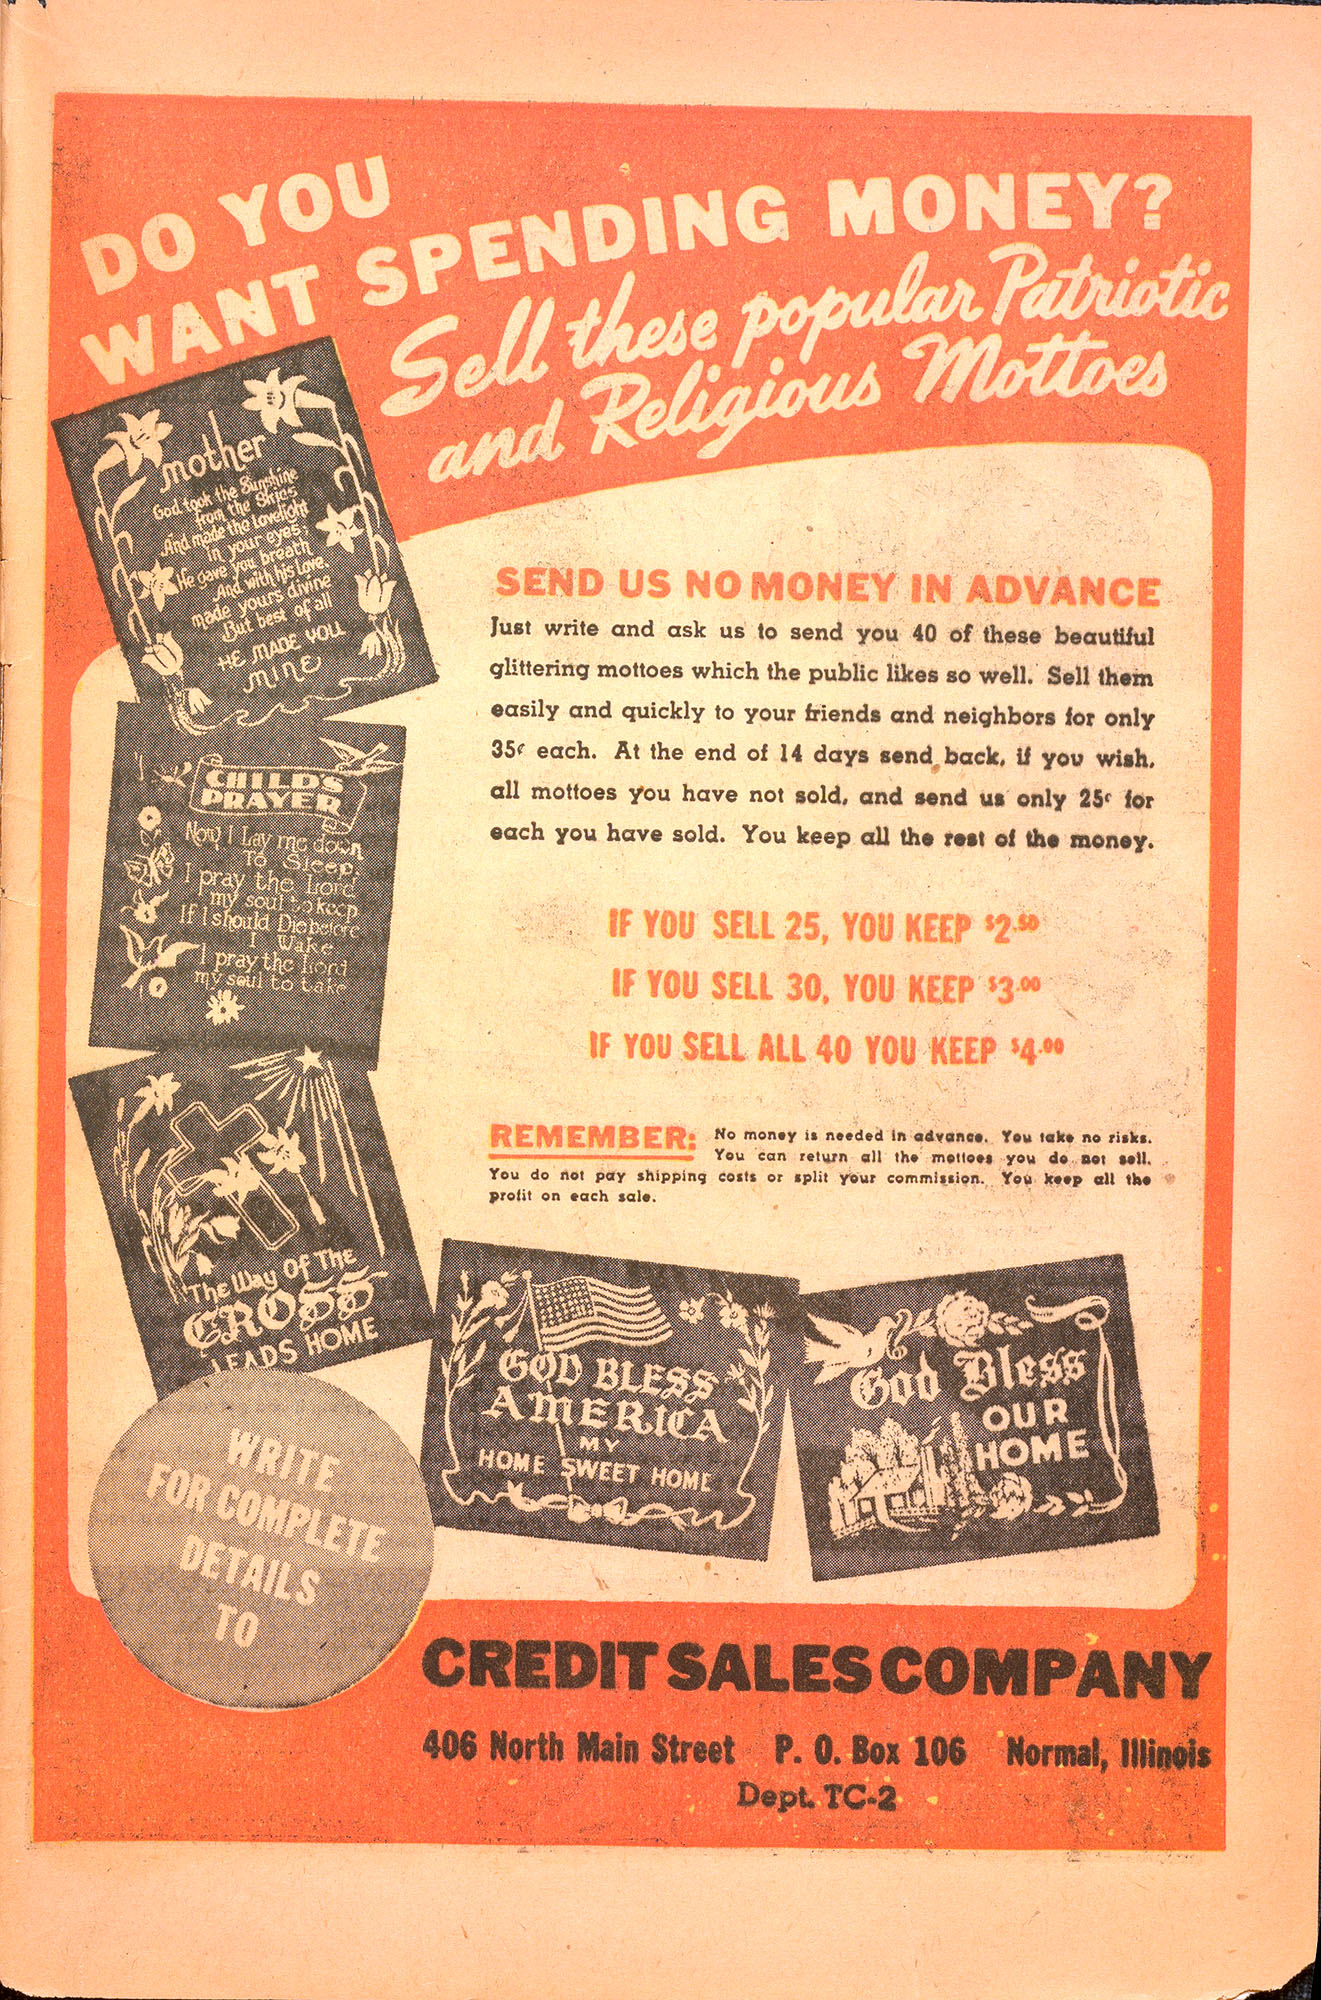 DO YOU
WANT SPENDING MONEY?
Sell these popular Patriotic
and Religious Mottoes
mother
God took the Sunshine
from the Skies
And made the Lovelight
In your eyes;
He gave you breath
And with his Love,
made yours divine
But best of all
HE MADE YOU
MINE
CHILD'S
PRAYER
Now I Lay me down
To Sleep,
I pray the Lord
my soul to keep
If I should Die before
I Wake
I pray the Lord
my soul to take
The Way Of The
CROSS
LEADS HOME
SEND US NO MONEY IN ADVANCE
Just write and ask us to send you 40 of these beautiful
glittering mottoes which the public likes so well. Sell them
easily and quickly to your friends and neighbors for only
35¢ each. At the end of 14 days send back, if you wish,
all mottoes you have not sold, and send us only 25¢ for
each you have sold. You keep all the rest of the money.
IF YOU SELL 25, YOU KEEP $2.50
IF YOU SELL 30, YOU KEEP $3.00
IF YOU SELL ALL 40 YOU KEEP $4.00
REMEMBER: No money is needed in advance. You take no risks.
You can return all the mottoes you do not sell.
You do not pay shipping costs or split your commission. You keep all the
profit on each sale.
GOD BLESS
AMERICA
MY
HOME SWEET HOME
God Bless
OUR
HOME
WRITE
FOR COMPLETE
DETAILS
TO
CREDIT SALES COMPANY
406 North Main Street P. O. Box 106 Normal, Illinois
Dept. TC-2